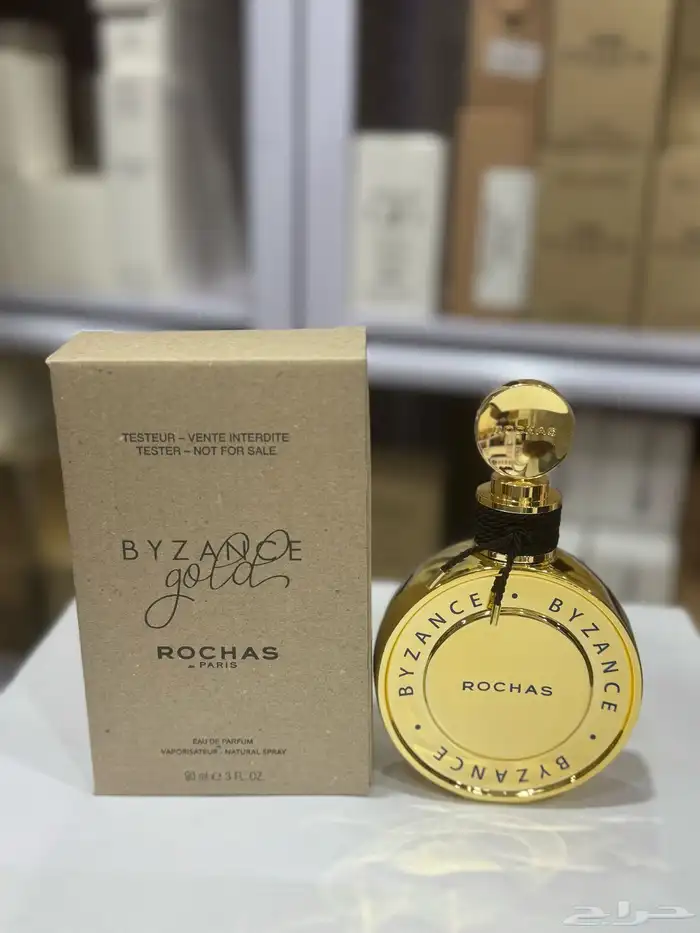 TESTEUR – VENTE INTERDITE
TESTER – NOT FOR SALE
BYZANCE
gold
ROCHAS
PARIS
EAU DE PARFUM
VAPORISATEUR - NATURAL SPRAY
90 ml e 3 FL. OZ.
ROCHAS
BYZANCE • BYZANCE • BYZANCE •
ROCHAS
حراج